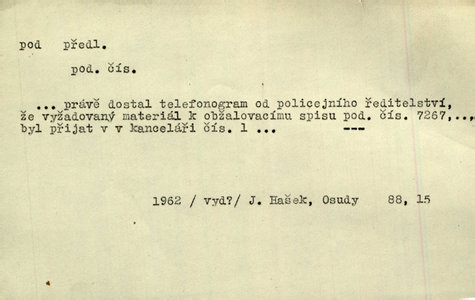 pod předl.
pod. čís.
... právě dostal telefonogram od policejního ředitelství,
že vyžadovaný materiál k obžalovacímu spisu pod. čís. 7267,..,
byl přijat v v kanceláři čís. 1 ... ---
1962 / vyd?/ J. Hašek, Osudy 88, 15